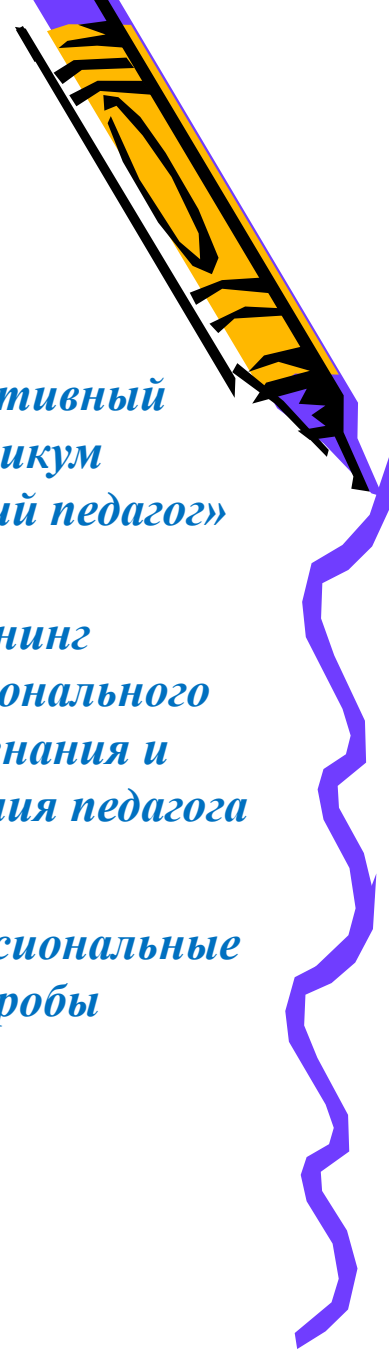 тивный
икум
ий педагог»
нинг
онального
нания и
ния педагога
сиональные
робы